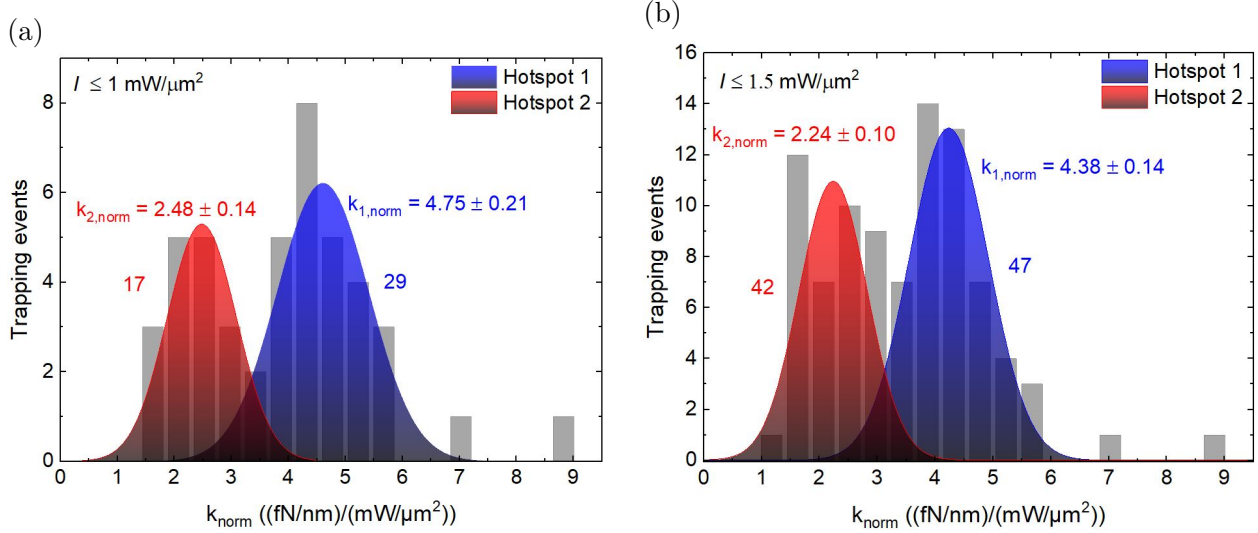 (a)
I ≤ 1 mW/μm²
Hotspot 1
Hotspot 2
k₂,norm = 2.48 ± 0.14
k₁,norm = 4.75 ± 0.21
17
29
Trapping events
0
2
4
6
8
0 1 2 3 4 5 6 7 8 9
kₙₒᵣₘ ((fN/nm)/(mW/μm²))
(b)
I ≤ 1.5 mW/μm²
Hotspot 1
Hotspot 2
k₂,norm = 2.24 ± 0.10
k₁,norm = 4.38 ± 0.14
42
47
Trapping events
0
2
4
6
8
10
12
14
16
0 1 2 3 4 5 6 7 8 9
kₙₒᵣₘ ((fN/nm)/(mW/μm²))